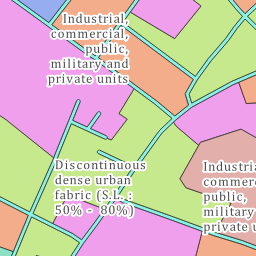 Industrial,
commercial,
public,
military and
private units
Discontinuous
dense urban
fabric (S.L. :
50% - 80%)
Industria
commerc
public,
military
private u